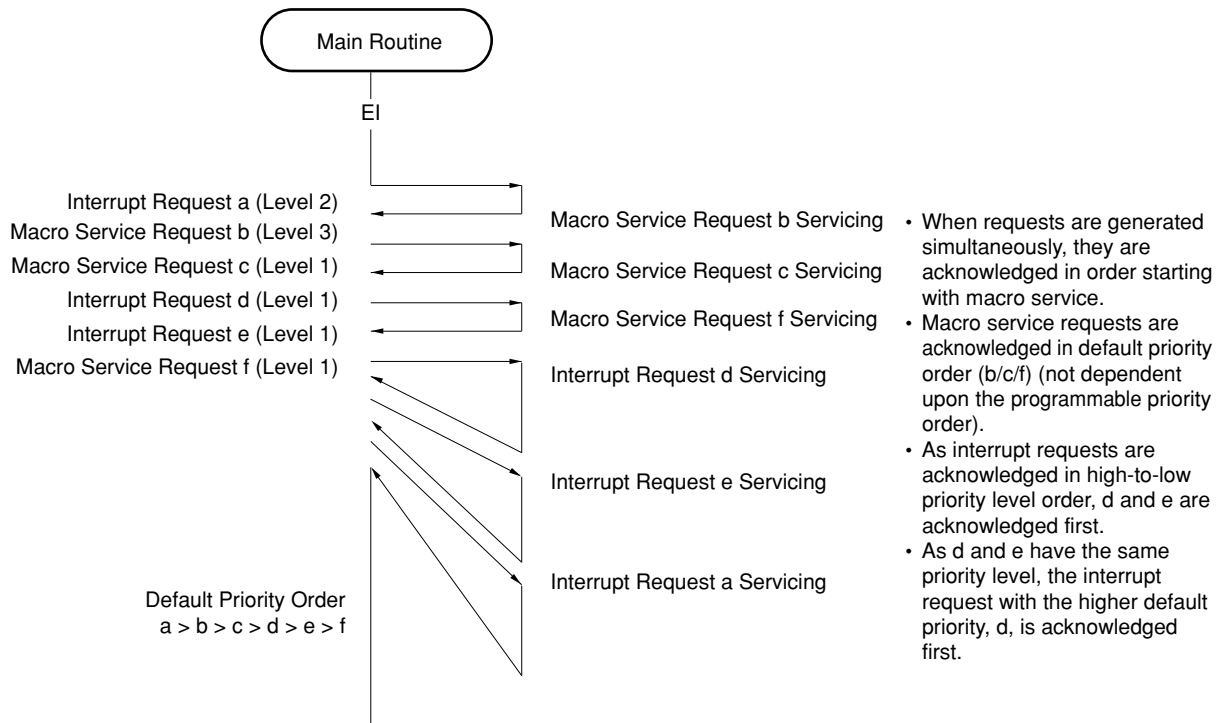 Main Routine
EI
Interrupt Request a (Level 2)
Macro Service Request b (Level 3)
Macro Service Request c (Level 1)
Interrupt Request d (Level 1)
Interrupt Request e (Level 1)
Macro Service Request f (Level 1)
Macro Service Request b Servicing
Macro Service Request c Servicing
Macro Service Request f Servicing
Interrupt Request d Servicing
Interrupt Request e Servicing
Interrupt Request a Servicing
Default Priority Order
a > b > c > d > e > f
• When requests are generated
simultaneously, they are
acknowledged in order starting
with macro service.
• Macro service requests are
acknowledged in default priority
order (b/c/f) (not dependent
upon the programmable priority
order).
• As interrupt requests are
acknowledged in high-to-low
priority level order, d and e are
acknowledged first.
• As d and e have the same
priority level, the interrupt
request with the higher default
priority, d, is acknowledged
first.